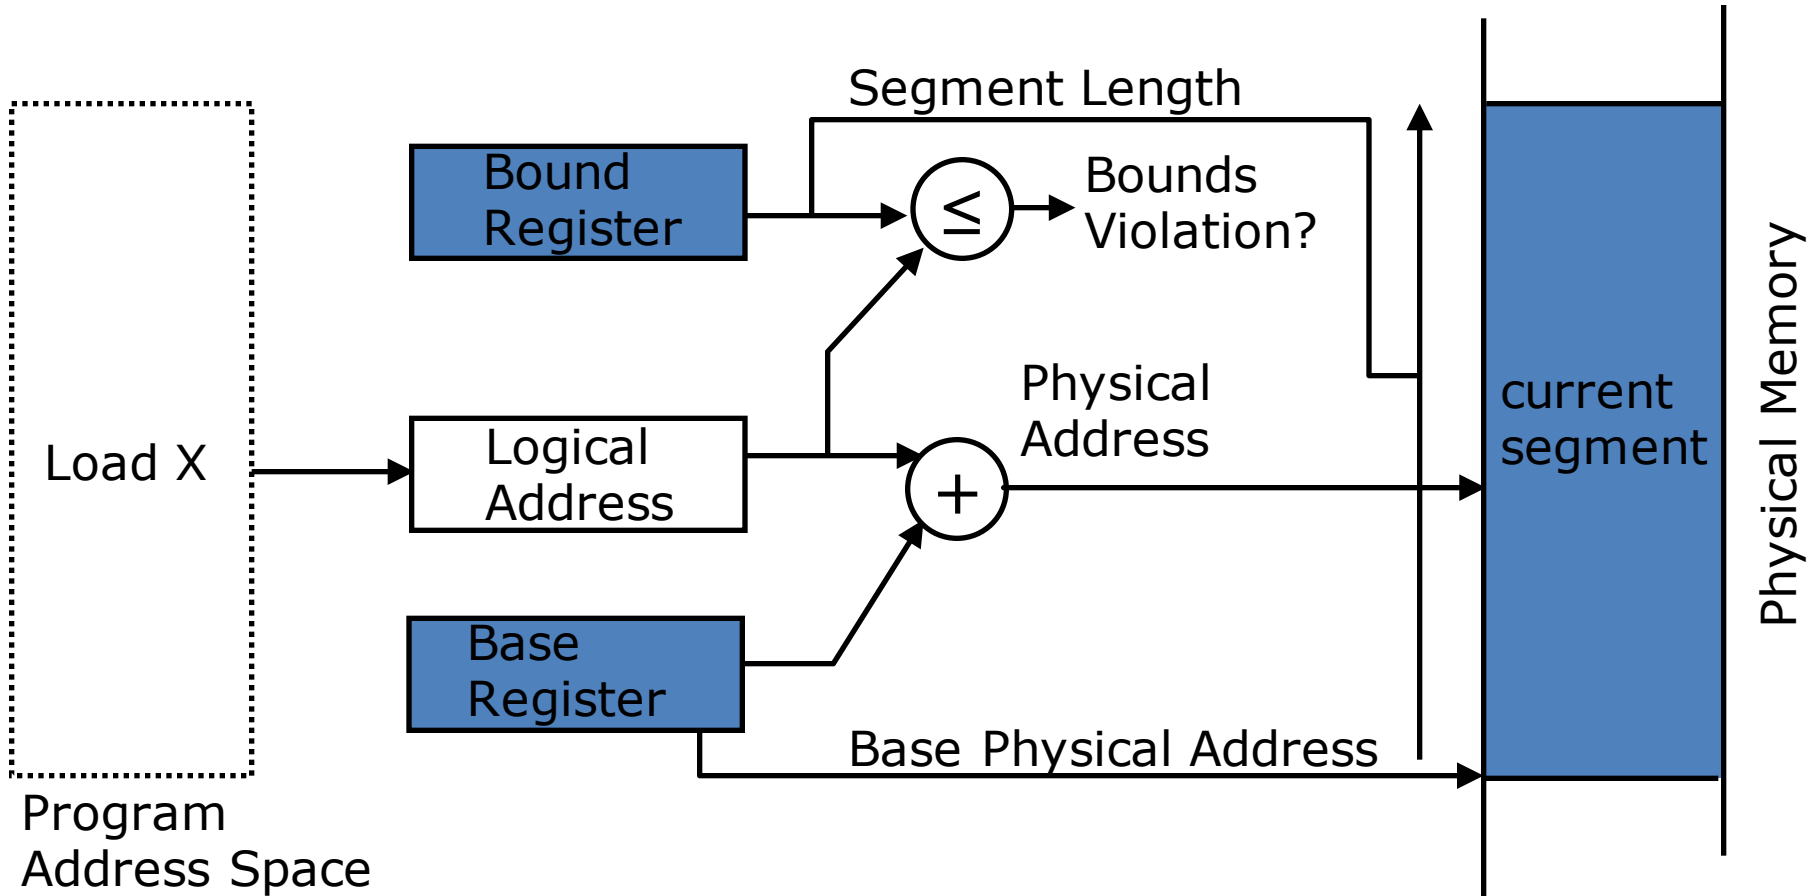 Segment Length
Bound
Register
≤
Bounds
Violation?
Load X
Logical
Address
Physical
Address
+
current
segment
Physical Memory
Base
Register
Base Physical Address
Program
Address Space